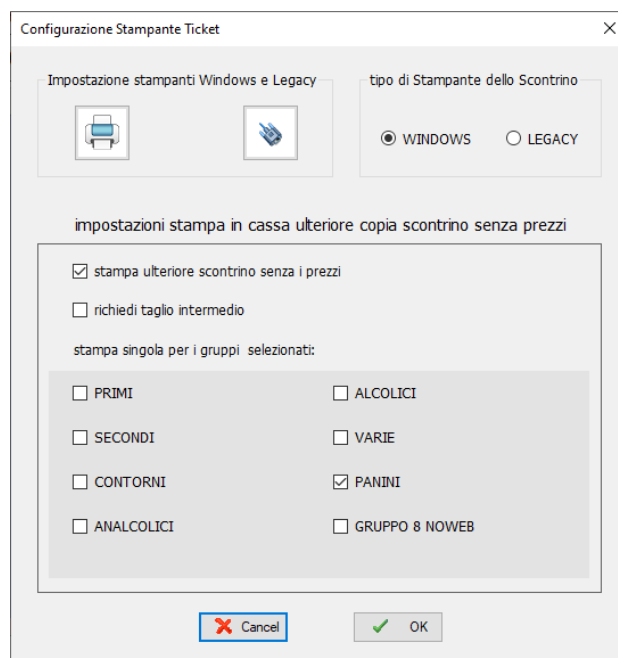 Configurazione Stampante Ticket
Impostazione stampanti Windows e Legacy
tipo di Stampante dello Scontrino
WINDOWS
LEGACY
impostazioni stampa in cassa ulteriore copia scontrino senza prezzi
stampa ulteriore scontrino senza i prezzi
richiedi taglio intermedio
stampa singola per i gruppi selezionati:
PRIMI
ALCOLICI
SECONDI
VARIE
CONTORNI
PANINI
ANALCOLICI
GRUPPO 8 NOWEB
Cancel
OK